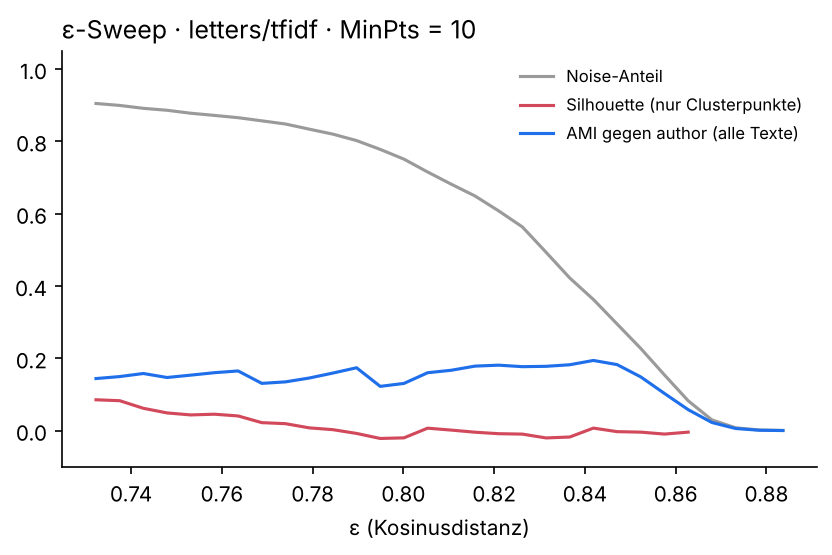 ε-Sweep · letters/tfidf · MinPts = 10
Noise-Anteil
Silhouette (nur Clusterpunkte)
AMI gegen author (alle Texte)
1.0
0.8
0.6
0.4
0.2
0.0
0.74 0.76 0.78 0.80 0.82 0.84 0.86 0.88
ε (Kosinusdistanz)